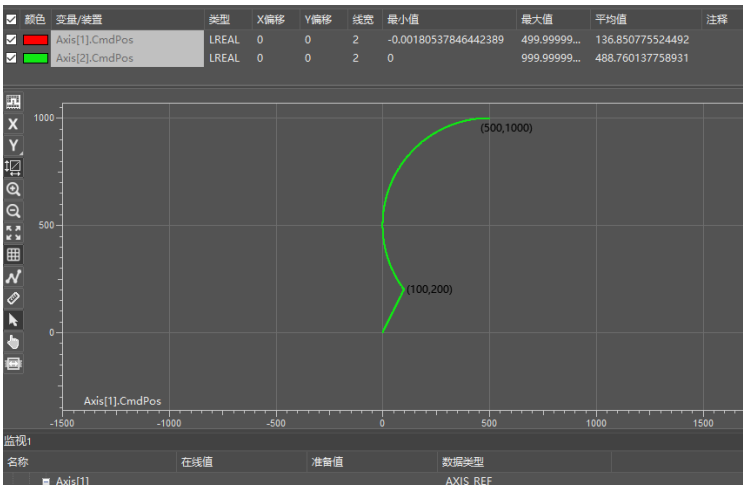 颜色 变量/装置 类型 X偏移 Y偏移 线宽 最小值 最大值 平均值 注释
Axis[1].CmdPos LREAL 0 0 2 -0.00180537846442389 499.99999... 136.850775524492
Axis[2].CmdPos LREAL 0 0 2 0 999.99999... 488.760137758931
X
Y
1000
(500,1000)
500
(100,200)
0
Axis[1].CmdPos
-1500 -1000 -500 0 500 1000 1500
监视1
名称 在线值 准备值 数据类型
Axis[1] AXIS_REF